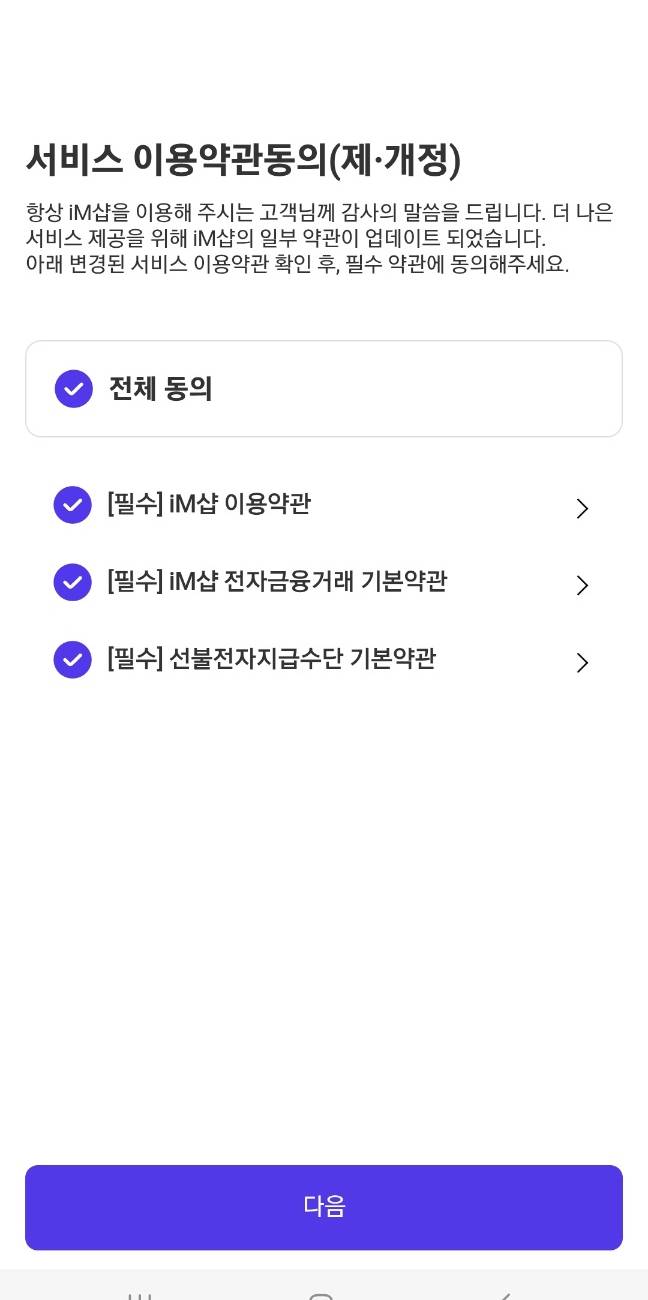 서비스 이용약관동의(제·개정)
항상 iM샵을 이용해 주시는 고객님께 감사의 말씀을 드립니다. 더 나은
서비스 제공을 위해 iM샵의 일부 약관이 업데이트 되었습니다.
아래 변경된 서비스 이용약관 확인 후, 필수 약관에 동의해주세요.
전체 동의
[필수] iM샵 이용약관
[필수] iM샵 전자금융거래 기본약관
[필수] 선불전자지급수단 기본약관
다음